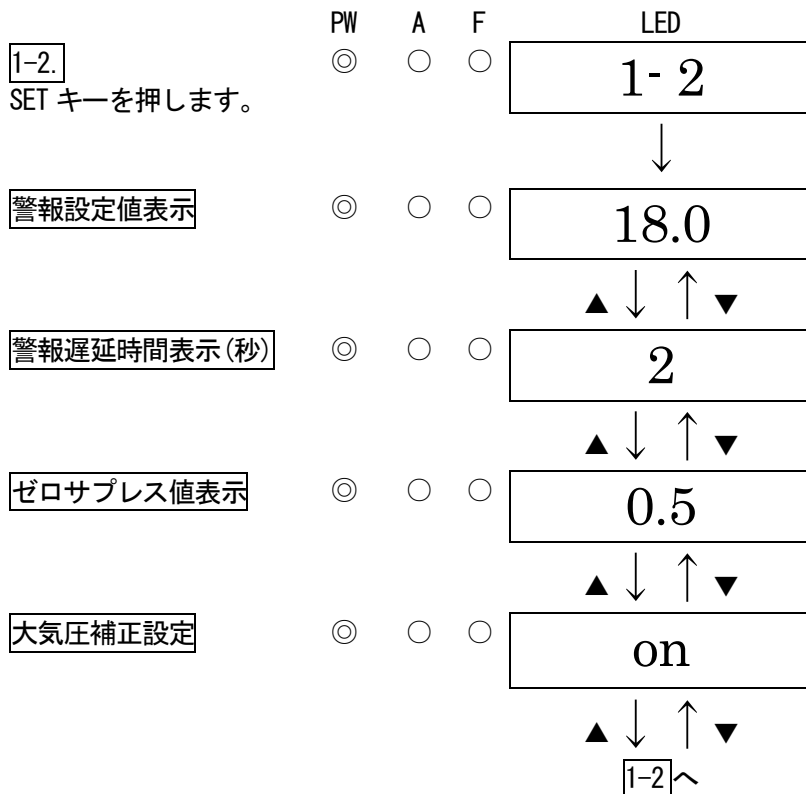 PW A F LED
1-2. ◎ ○ ○ 1- 2
SET キーを押します。
↓
警報設定値表示 ◎ ○ ○ 18.0
▲ ↓ ↑ ▼
警報遅延時間表示(秒) ◎ ○ ○ 2
▲ ↓ ↑ ▼
ゼロサプレス値表示 ◎ ○ ○ 0.5
▲ ↓ ↑ ▼
大気圧補正設定 ◎ ○ ○ on
▲ ↓ ↑ ▼
1-2へ